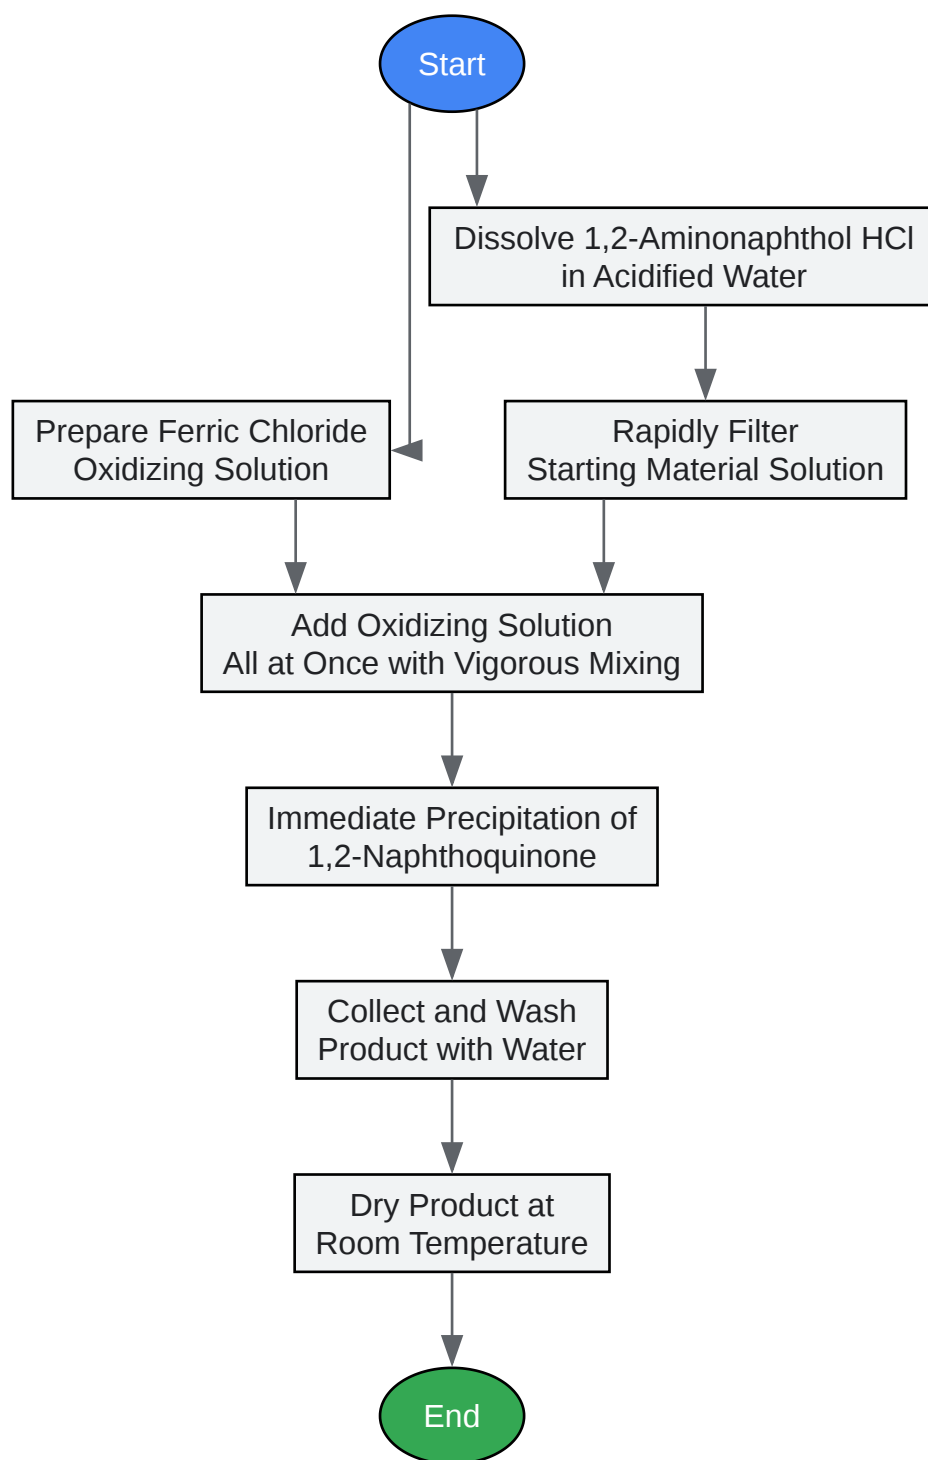 Start
Dissolve 1,2-Aminonaphthol HCl
in Acidified Water
Prepare Ferric Chloride
Oxidizing Solution
Rapidly Filter
Starting Material Solution
Add Oxidizing Solution
All at Once with Vigorous Mixing
Immediate Precipitation of
1,2-Naphthoquinone
Collect and Wash
Product with Water
Dry Product at
Room Temperature
End